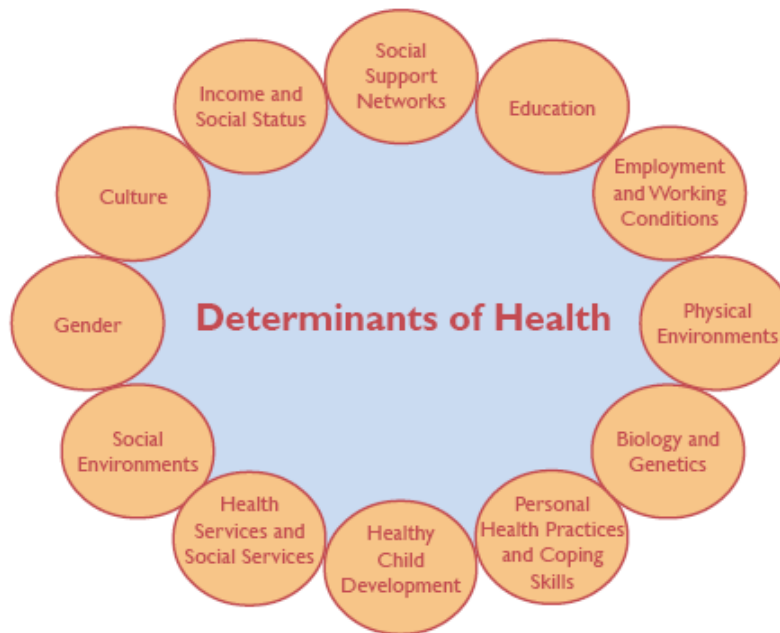 Social
Support
Networks
Education
Employment
and Working
Conditions
Physical
Environments
Biology and
Genetics
Personal
Health Practices
and Coping
Skills
Healthy
Child
Development
Health
Services and
Social Services
Social
Environments
Gender
Culture
Income and
Social Status
Determinants of Health